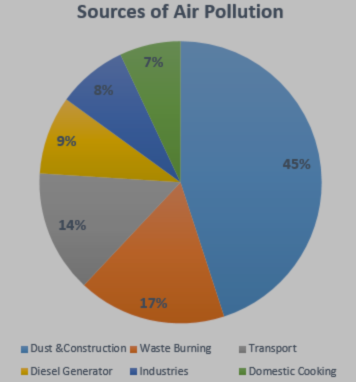 Sources of Air Pollution
7%
8%
45%
9%
14%
17%
Dust &Construction Waste Burning Transport
Diesel Generator Industries Domestic Cooking